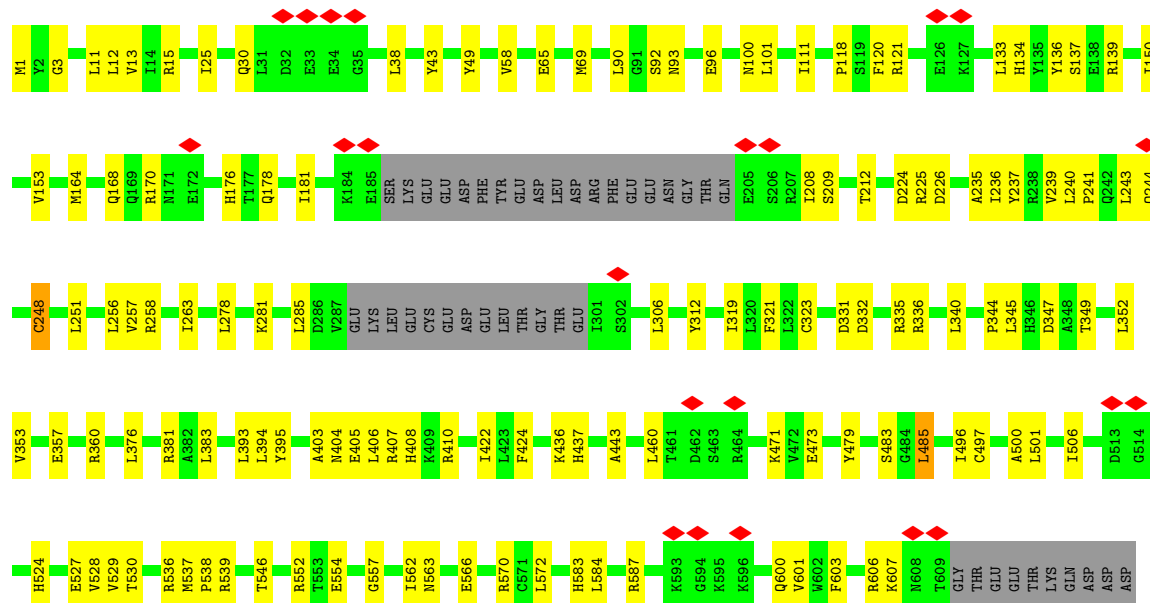 M1 Y2 G3 L11 L12 V13 I14 R15 I25 Q30 L31 D32 E33 E34 G35 L38 Y43 Y49 V58 E65 M69 L90 G91 S92 N93 E96 N100 L101 I111 P118 S119 F120 R121 E126 K127 L133 H134 Y135 Y136 S137 E138 R139 I150
V153 M164 Q168 Q169 R170 N171 E172 H176 T177 Q178 I181 K184 E185 SER LYS GLU GLU ASP PHE TYR GLU ASP LEU ASP ARG PHE GLU GLU ASN GLY THR GLN E205 S206 R207 I208 S209 T212 D224 R225 D226 A235 I236 Y237 R238 V239 L240 P241 Q242 L243 Q244
C248 L251 L256 V257 R258 I263 L278 K281 L285 D286 V287 GLU LYS LEU GLU CYS GLU ASP GLU LEU THR GLY THR GLU I301 S302 L306 Y312 I319 L320 F321 L322 C323 D331 D332 R335 R336 L340 P344 L345 H346 D347 A348 T349 L352
V353 E357 R360 L376 R381 A382 L383 L393 L394 Y395 A403 N404 E405 L406 R407 H408 K409 R410 I422 L423 F424 K436 H437 A443 L460 T461 D462 S463 R464 K471 V472 E473 Y479 S483 G484 L485 I496 C497 A500 L501 I506 D513 G514
H524 E527 V528 V529 T530 R536 M537 P538 R539 T546 R552 T553 E554 G557 I562 N563 E566 R570 C571 L572 H583 L584 R587 K593 G594 K595 K596 Q600 V601 W602 F603 R606 K607 N608 T609 GLY THR GLU GLU THR LYS GLN ASP ASP ASP